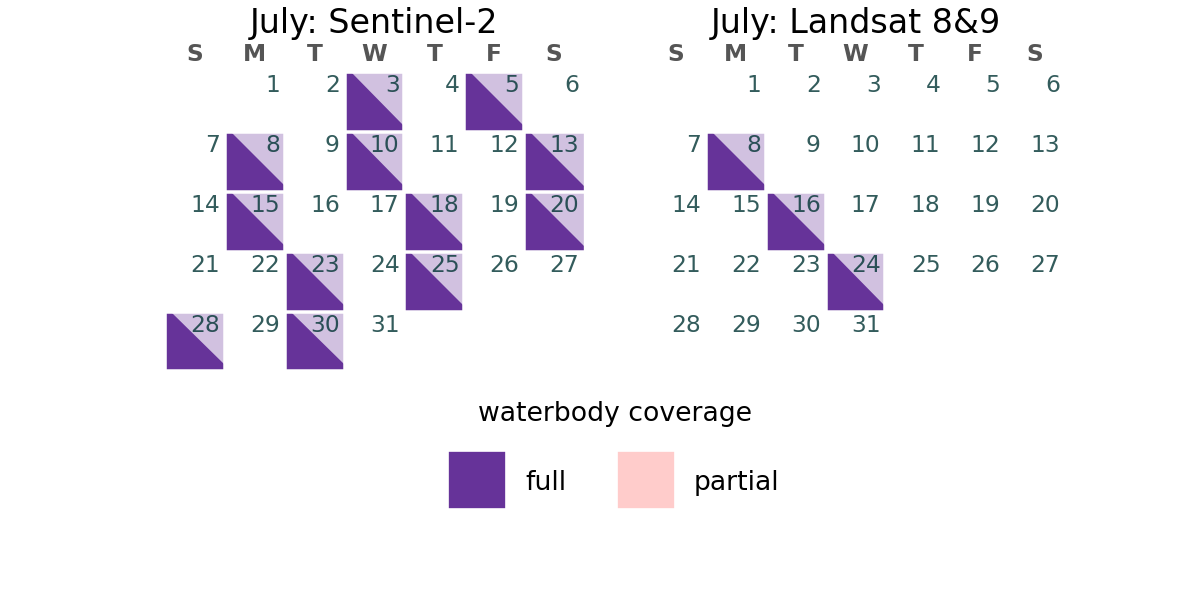 July: Sentinel-2
S M T W T F S
1 2 3 4 5 6
7 8 9 10 11 12 13
14 15 16 17 18 19 20
21 22 23 24 25 26 27
28 29 30 31
July: Landsat 8&9
S M T W T F S
1 2 3 4 5 6
7 8 9 10 11 12 13
14 15 16 17 18 19 20
21 22 23 24 25 26 27
28 29 30 31
waterbody coverage
full partial